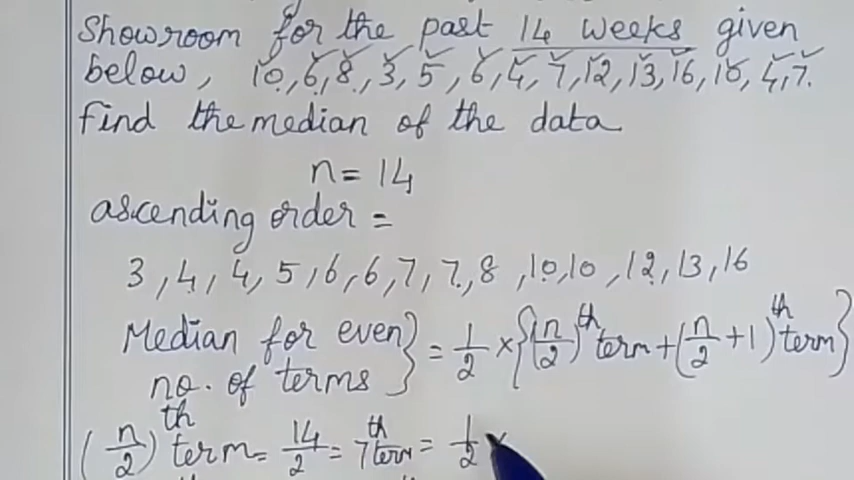 Showroom for the past 14 weeks given
below, 10,6,8,3,5,6,4,7,12,13,16,10,4,7.
find the median of the data
n = 14
ascending order =
3, 4, 4, 5, 6, 6, 7, 7, 8, 10, 10, 12, 13, 16
Median for even no. of terms } = 1/2 × {(n/2)th term + (n/2 + 1)th term}
(n/2)th term = 14/2 = 7th term = 1/2 ×